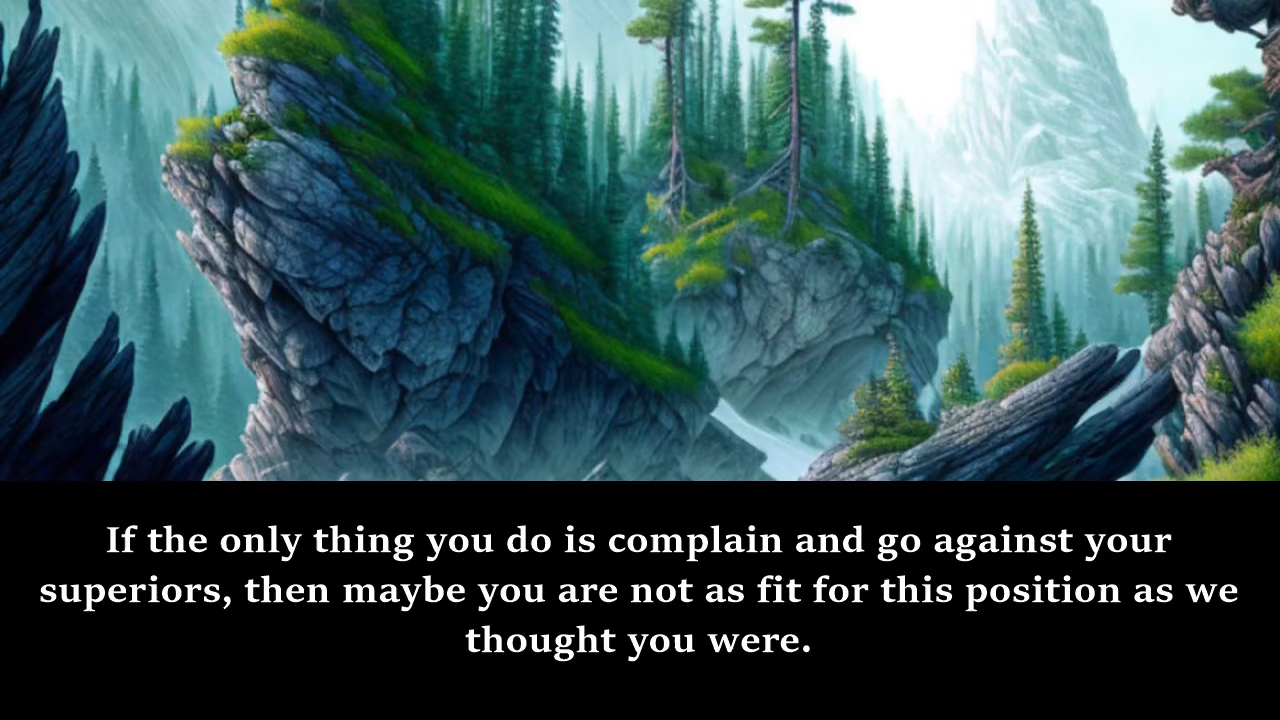 If the only thing you do is complain and go against your
superiors, then maybe you are not as fit for this position as we
thought you were.